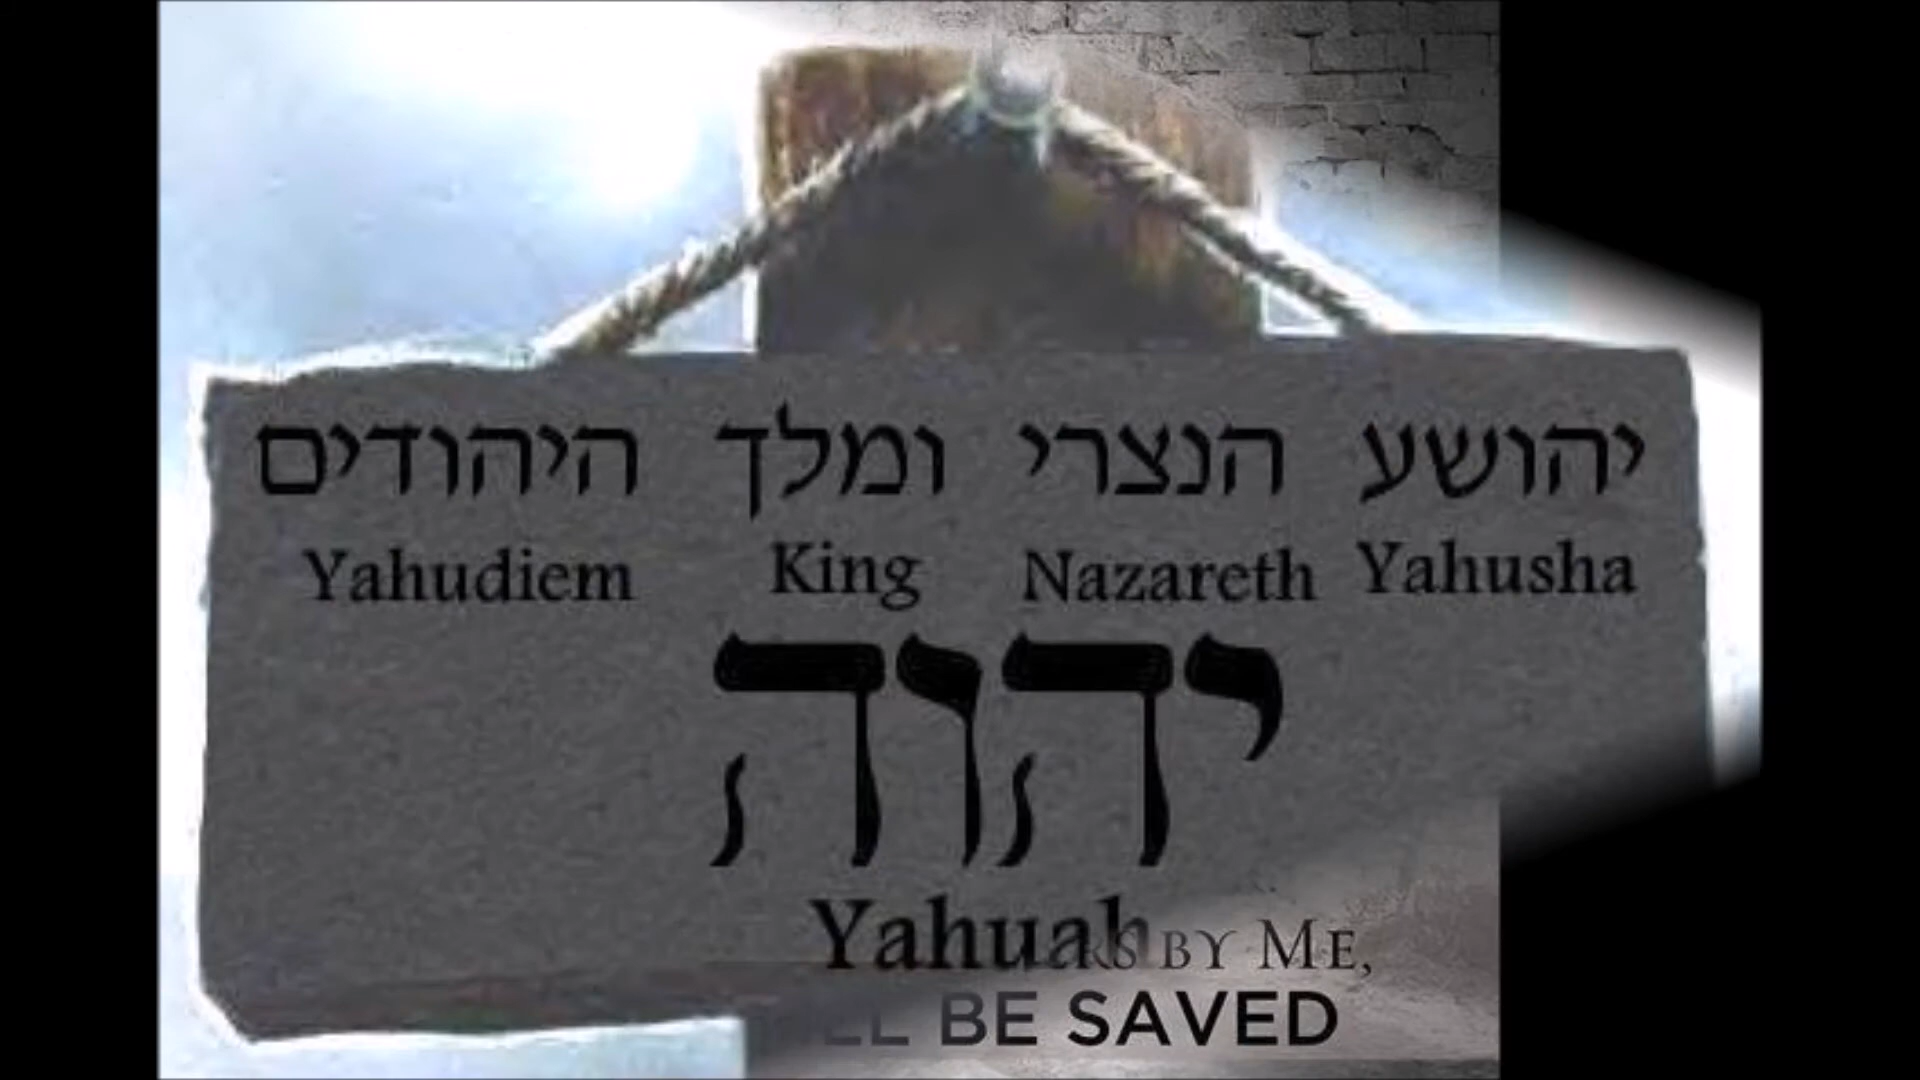 יהושע הנצרי ומלך היהודים
Yahudiem King Nazareth Yahusha
יהוה
Yahuah
BY ME,
BE SAVED